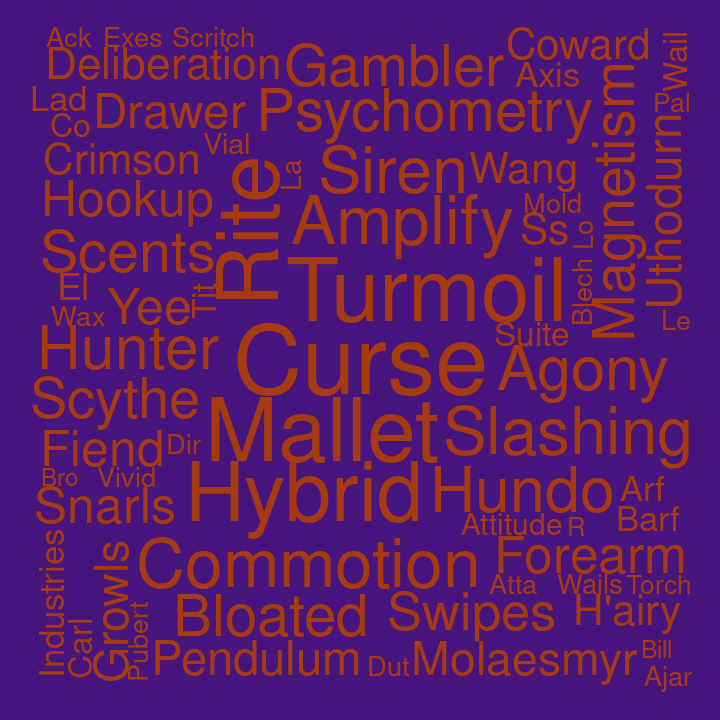 Ack Exes Scritch
Deliberation
Gambler
Coward
Wail
Axis
Lad
Drawer
Psychometry
Magnetism
Pal
Co
Vial
Uthodurn
Crimson
Rite
La
Siren
Wang
Hookup
Amplify
Mold
Ss
Lo
Scents
Turmoil
Blech
El
Yee
Tit
Wax
Le
Suite
Hunter
Curse
Agony
Scythe
Mallet
Slashing
Fiend
Dir
Bro
Vivid
Hybrid
Hundo
Arf
Snarls
Attitude
R
Barf
Industries
Growls
Commotion
Forearm
Atta
Wails
Torch
Carl
Pubert
Bloated
Swipes
H'airy
Pendulum
Dut
Molaesmyr
Bill
Ajar